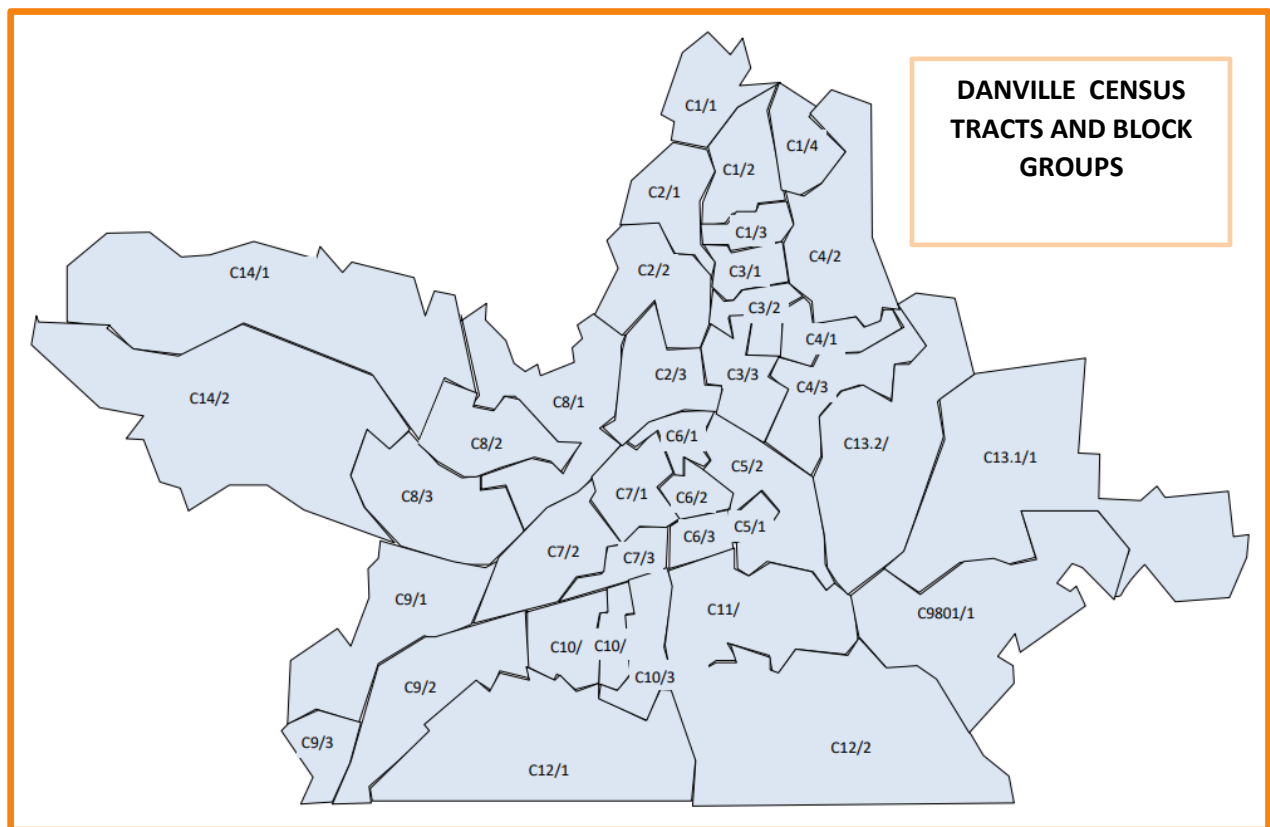 DANVILLE CENSUS
TRACTS AND BLOCK
GROUPS
C1/1
C1/4
C1/2
C2/1
C1/3
C4/2
C14/1
C2/2
C3/1
C3/2
C4/1
C2/3
C3/3
C4/3
C14/2
C8/1
C8/2
C6/1
C13.2/
C13.1/1
C5/2
C8/3
C7/1
C6/2
C5/1
C6/3
C7/2
C7/3
C9/1
C11/
C9801/1
C10/
C10/
C10/3
C9/2
C9/3
C12/2
C12/1